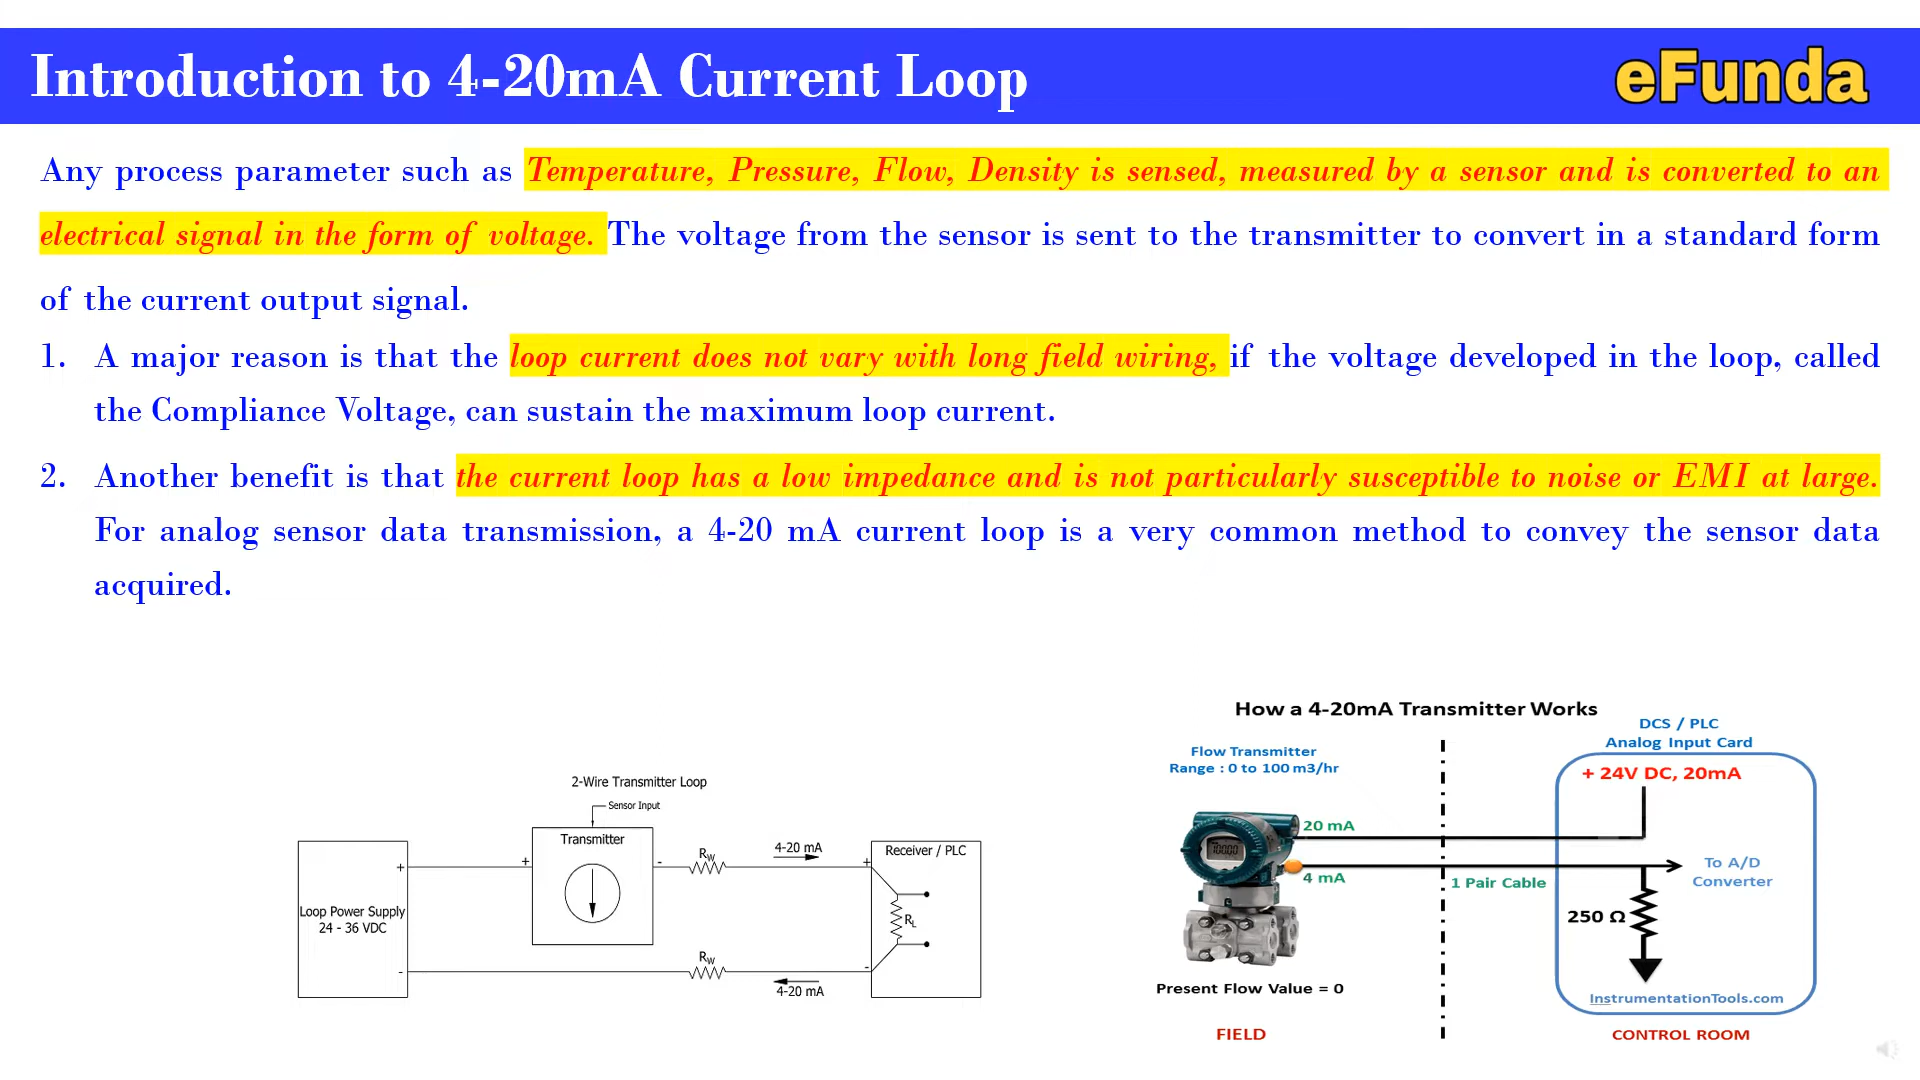 Introduction to 4-20mA Current Loop
eFunda
Any process parameter such as Temperature, Pressure, Flow, Density is sensed, measured by a sensor and is converted to an
electrical signal in the form of voltage. The voltage from the sensor is sent to the transmitter to convert in a standard form
of the current output signal.
1. A major reason is that the loop current does not vary with long field wiring, if the voltage developed in the loop, called
the Compliance Voltage, can sustain the maximum loop current.
2. Another benefit is that the current loop has a low impedance and is not particularly susceptible to noise or EMI at large.
For analog sensor data transmission, a 4-20 mA current loop is a very common method to convey the sensor data
acquired.
2-Wire Transmitter Loop
Sensor Input
Transmitter
Loop Power Supply
24 - 36 VDC
+
-
+
-
RW
4-20 mA
+
Receiver / PLC
RL
RW
4-20 mA
-
How a 4-20mA Transmitter Works
Flow Transmitter
Range : 0 to 100 m3/hr
DCS / PLC
Analog Input Card
+ 24V DC, 20mA
20 mA
4 mA
1 Pair Cable
To A/D
Converter
250 Ω
Present Flow Value = 0
InstrumentationTools.com
FIELD
CONTROL ROOM